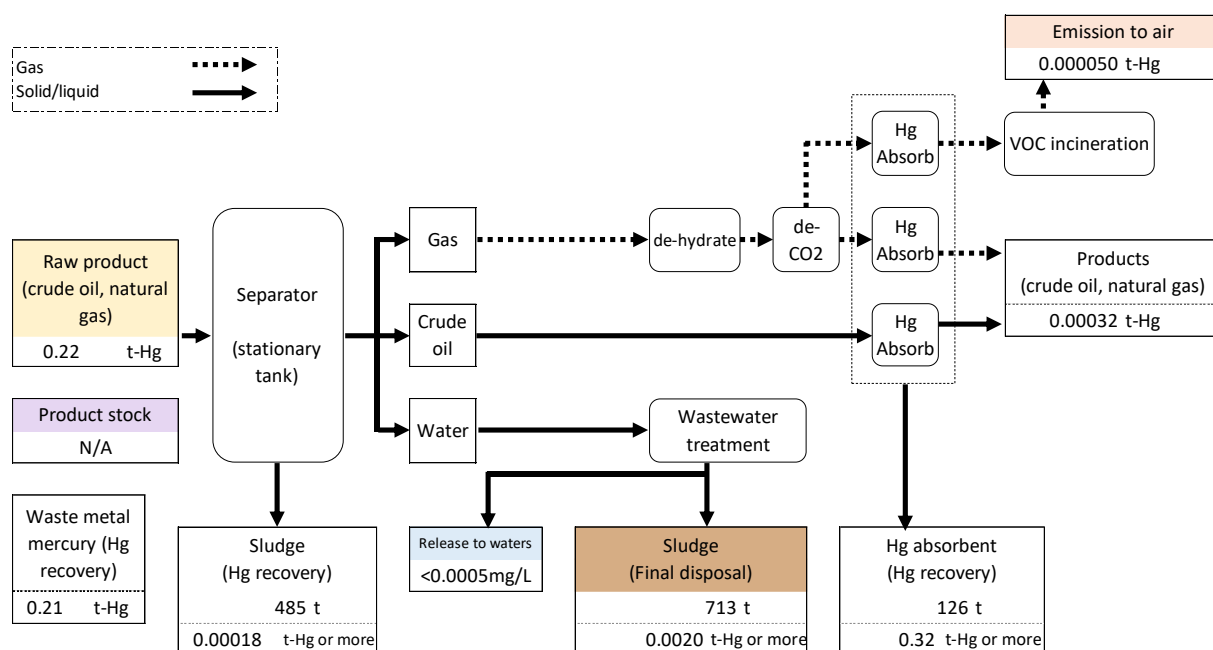 Gas
Solid/liquid
Emission to air
0.000050 t-Hg
Hg
Absorb
VOC incineration
Gas
de-hydrate
de-
CO2
Hg
Absorb
Raw product
(crude oil, natural
gas)
0.22 t-Hg
Separator
(stationary
tank)
Products
(crude oil, natural gas)
0.00032 t-Hg
Crude
oil
Hg
Absorb
Product stock
N/A
Water
Wastewater
treatment
Waste metal
mercury (Hg
recovery)
0.21 t-Hg
Sludge
(Hg recovery)
485 t
0.00018 t-Hg or more
Release to waters
<0.0005mg/L
Sludge
(Final disposal)
713 t
0.0020 t-Hg or more
Hg absorbent
(Hg recovery)
126 t
0.32 t-Hg or more